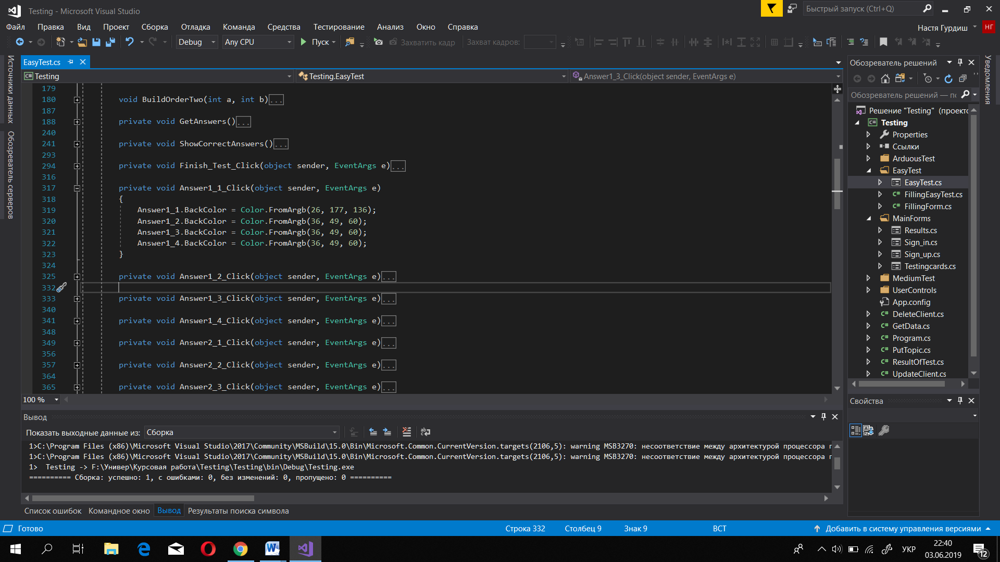 Testing - Microsoft Visual Studio
Быстрый запуск (Ctrl+Q)
Файл Правка Вид Проект Сборка Отладка Команда Средства Тестирование Анализ Окно Справка
Настя Гурдиш НГ
Debug Any CPU Пуск Захватить кадр Захват кадров:
Источники данных
Обозреватель серверов
EasyTest.cs
Testing Testing.EasyTest Answer1_3_Click(object sender, EventArgs e)
179
180 void BuildOrderTwo(int a, int b)...
187
188 private void GetAnswers()...
240
241 private void ShowCorrectAnswers()...
293
294 private void Finish_Test_Click(object sender, EventArgs e)...
316
317 private void Answer1_1_Click(object sender, EventArgs e)
318 {
319 Answer1_1.BackColor = Color.FromArgb(26, 177, 136);
320 Answer1_2.BackColor = Color.FromArgb(36, 49, 60);
321 Answer1_3.BackColor = Color.FromArgb(36, 49, 60);
322 Answer1_4.BackColor = Color.FromArgb(36, 49, 60);
323 }
324
325 private void Answer1_2_Click(object sender, EventArgs e)...
332
333 private void Answer1_3_Click(object sender, EventArgs e)...
340
341 private void Answer1_4_Click(object sender, EventArgs e)...
348
349 private void Answer2_1_Click(object sender, EventArgs e)...
356
357 private void Answer2_2_Click(object sender, EventArgs e)...
364
365 private void Answer2_3_Click(object sender, EventArgs e)...
100 %
Вывод
Показать выходные данные из: Сборка
1>C:\Program Files (x86)\Microsoft Visual Studio\2017\Community\MSBuild\15.0\Bin\Microsoft.Common.CurrentVersion.targets(2106,5): warning MSB3270: несоответствие между архитектурой процессора
1>C:\Program Files (x86)\Microsoft Visual Studio\2017\Community\MSBuild\15.0\Bin\Microsoft.Common.CurrentVersion.targets(2106,5): warning MSB3270: несоответствие между архитектурой процессора
1> Testing -> F:\Универ\Курсовая работа\Testing\Testing\bin\Debug\Testing.exe
========== Сборка: успешно: 1, с ошибками: 0, без изменений: 0, пропущено: 0 ==========
Список ошибок Командное окно Вывод Результаты поиска символа
Обозреватель решений
Обозреватель решений — по
Решение "Testing" (проекто
Testing
Properties
Ссылки
ArduousTest
EasyTest
EasyTest.cs
FillingEasyTest.cs
FillingForm.cs
MainForms
Results.cs
Sign_in.cs
Sign_up.cs
Testingcards.cs
MediumTest
UserControls
App.config
DeleteClient.cs
GetData.cs
Program.cs
PutTopic.cs
ResultOfTest.cs
UpdateClient.cs
Свойства
Уведомления
Готово Строка 332 Столбец 9 Знак 9 ВСТ Добавить в систему управления версиями
УКР
22:40
03.06.2019
12